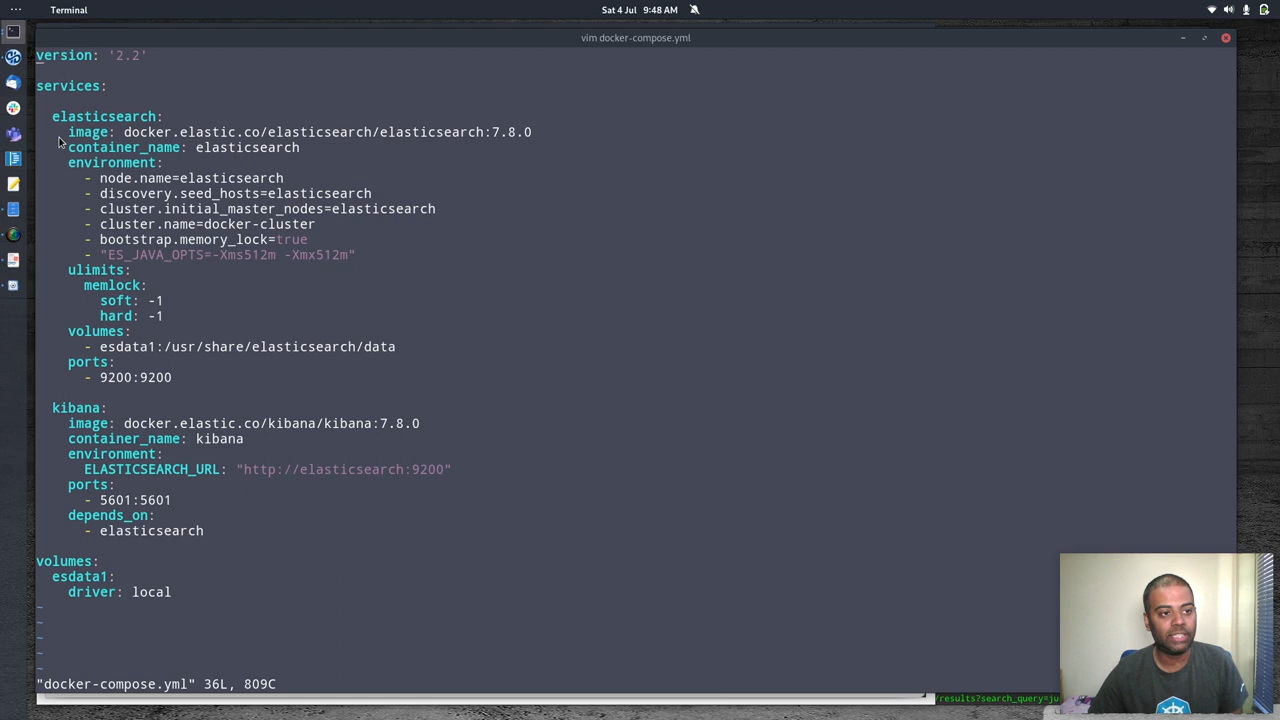 Terminal
Sat 4 Jul 9:48 AM
vim docker-compose.yml
version: '2.2'
services:
elasticsearch:
image: docker.elastic.co/elasticsearch/elasticsearch:7.8.0
container_name: elasticsearch
environment:
- node.name=elasticsearch
- discovery.seed_hosts=elasticsearch
- cluster.initial_master_nodes=elasticsearch
- cluster.name=docker-cluster
- bootstrap.memory_lock=true
- "ES_JAVA_OPTS=-Xms512m -Xmx512m"
ulimits:
memlock:
soft: -1
hard: -1
volumes:
- esdata1:/usr/share/elasticsearch/data
ports:
- 9200:9200
kibana:
image: docker.elastic.co/kibana/kibana:7.8.0
container_name: kibana
environment:
ELASTICSEARCH_URL: "http://elasticsearch:9200"
ports:
- 5601:5601
depends_on:
- elasticsearch
volumes:
esdata1:
driver: local
~
~
~
~
~
"docker-compose.yml" 36L, 809C
/results?search_query=ju